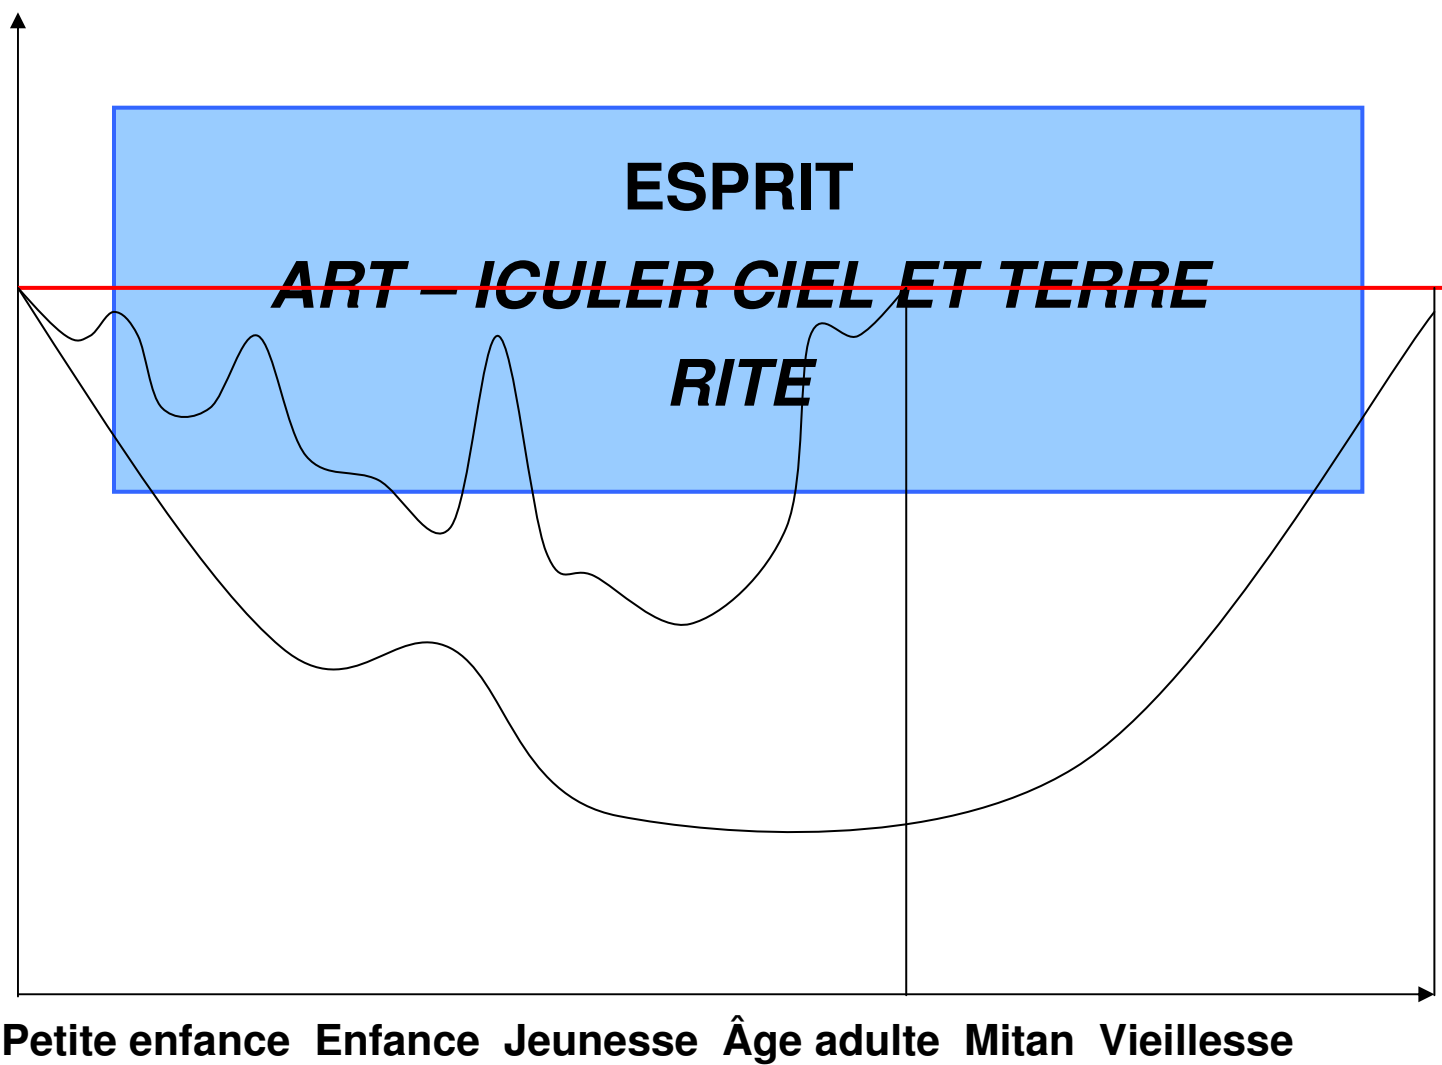 ESPRIT
ART – ICULER CIEL ET TERRE
RITE
Petite enfance Enfance Jeunesse Âge adulte Mitan Vieillesse